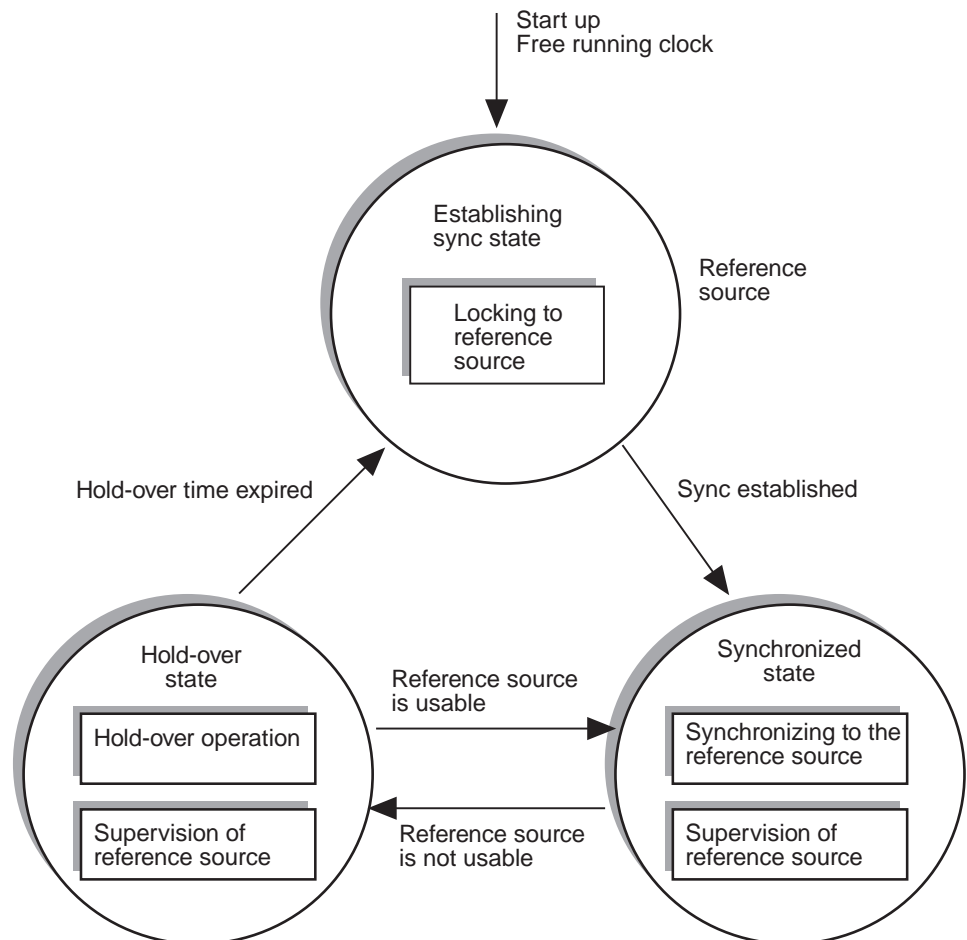 Start up
Free running clock
Establishing
sync state
Reference
source
Locking to
reference
source
Hold-over time expired
Sync established
Hold-over
state
Synchronized
state
Reference source
is usable
Hold-over operation
Synchronizing to the
reference source
Supervision of
reference source
Reference source
is not usable
Supervision of
reference source